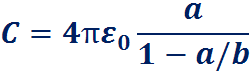 C = 4πε₀ a / (1 − a/b)